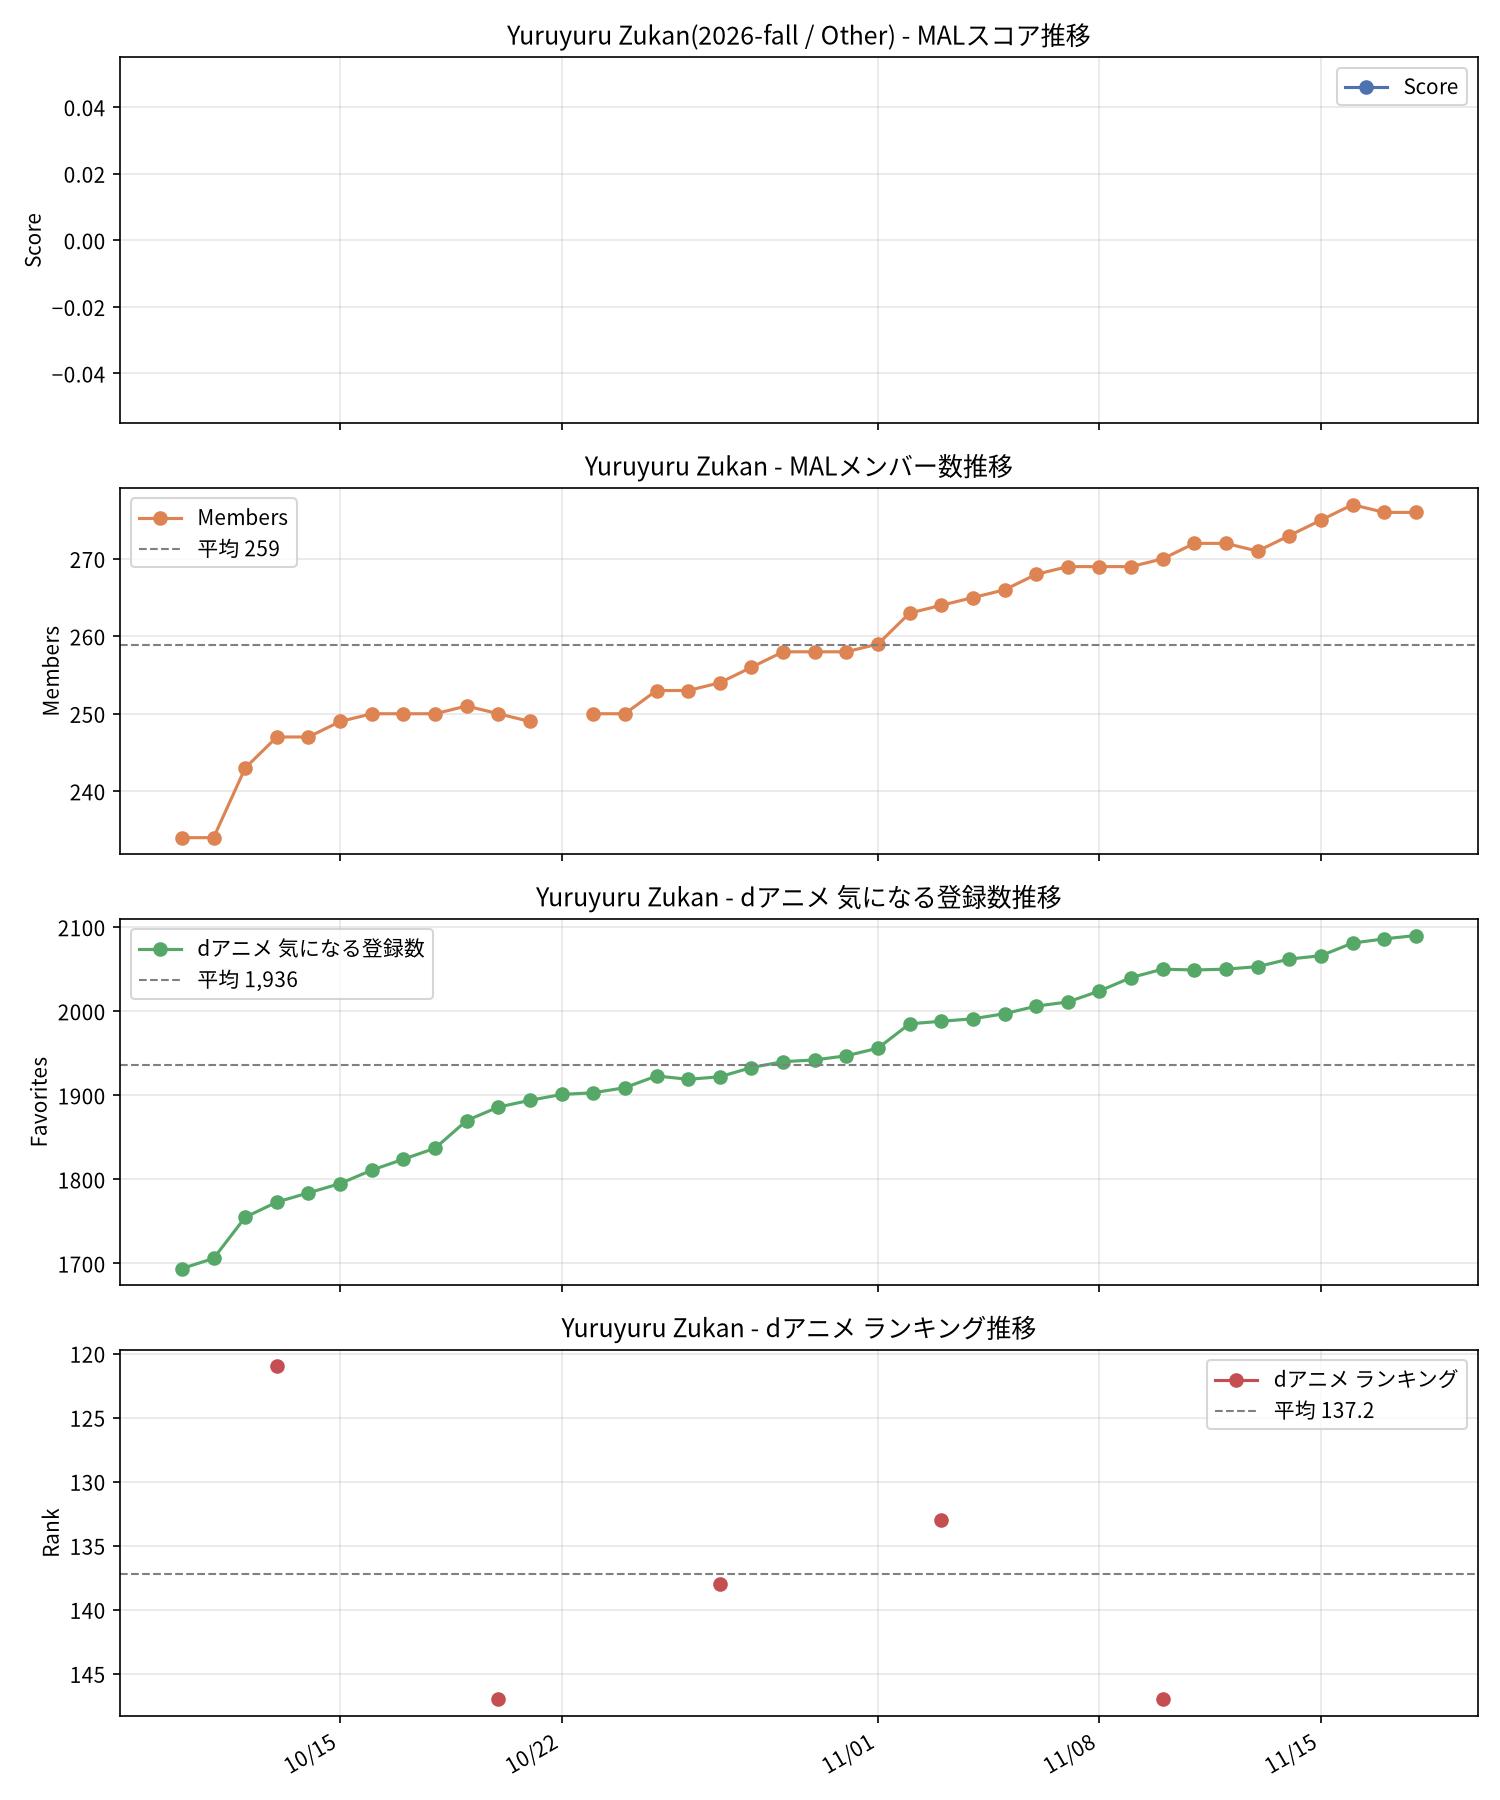 Yuruyuru Zukan(2026-fall / Other) - MALスコア推移
Score
0.04
0.02
0.00
−0.02
−0.04
Score
Yuruyuru Zukan - MALメンバー数推移
Members
平均 259
270
260
250
240
Members
Yuruyuru Zukan - dアニメ 気になる登録数推移
dアニメ 気になる登録数
平均 1,936
2100
2000
1900
1800
1700
Favorites
Yuruyuru Zukan - dアニメ ランキング推移
dアニメ ランキング
平均 137.2
120
125
130
135
140
145
Rank
10/15
10/22
11/01
11/08
11/15